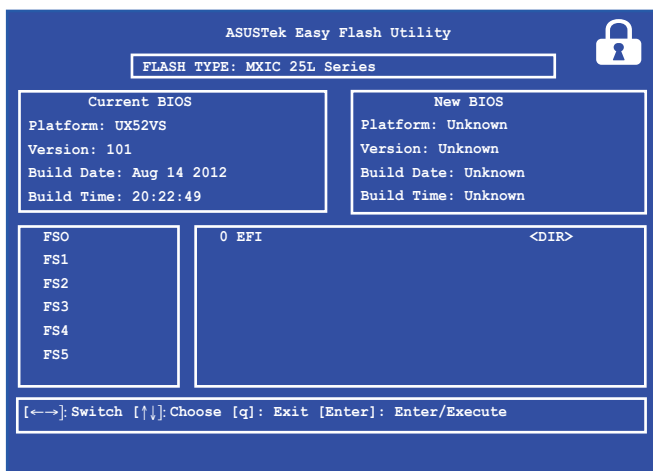 ASUSTek Easy Flash Utility
FLASH TYPE: MXIC 25L Series
Current BIOS
Platform: UX52VS
Version: 101
Build Date: Aug 14 2012
Build Time: 20:22:49
New BIOS
Platform: Unknown
Version: Unknown
Build Date: Unknown
Build Time: Unknown
FSO
FS1
FS2
FS3
FS4
FS5
0 EFI <DIR>
[←→]: Switch [↑↓]: Choose [q]: Exit [Enter]: Enter/Execute